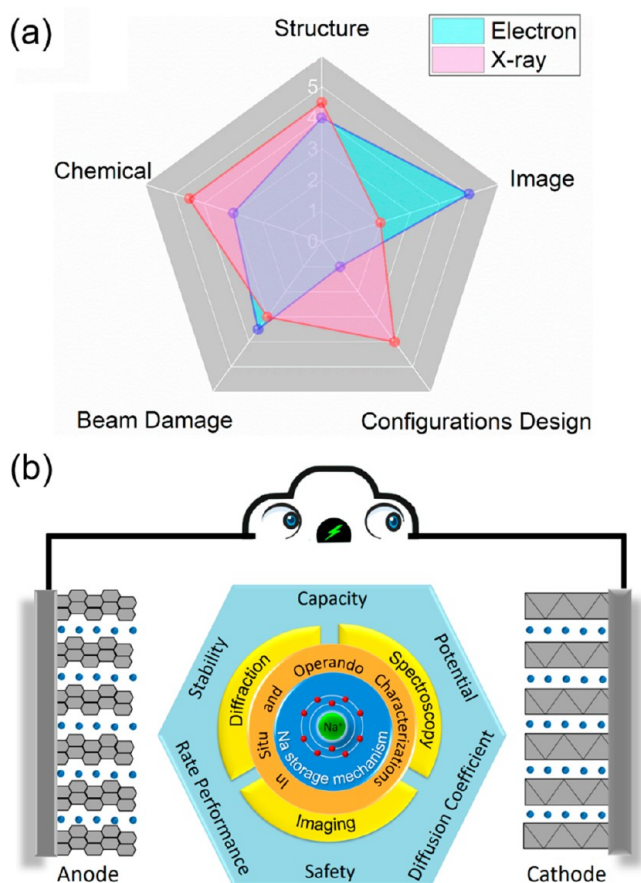 (a)
Structure
Electron
X-ray
5
4
3
2
1
0
Chemical
Image
Beam Damage
Configurations Design
(b)
Capacity
Stability
Potential
Diffraction
Spectroscopy
In Situ and Operando Characterizations
Na⁺
Na storage mechanism
Imaging
Rate Performance
Diffusion Coefficient
Safety
Anode
Cathode